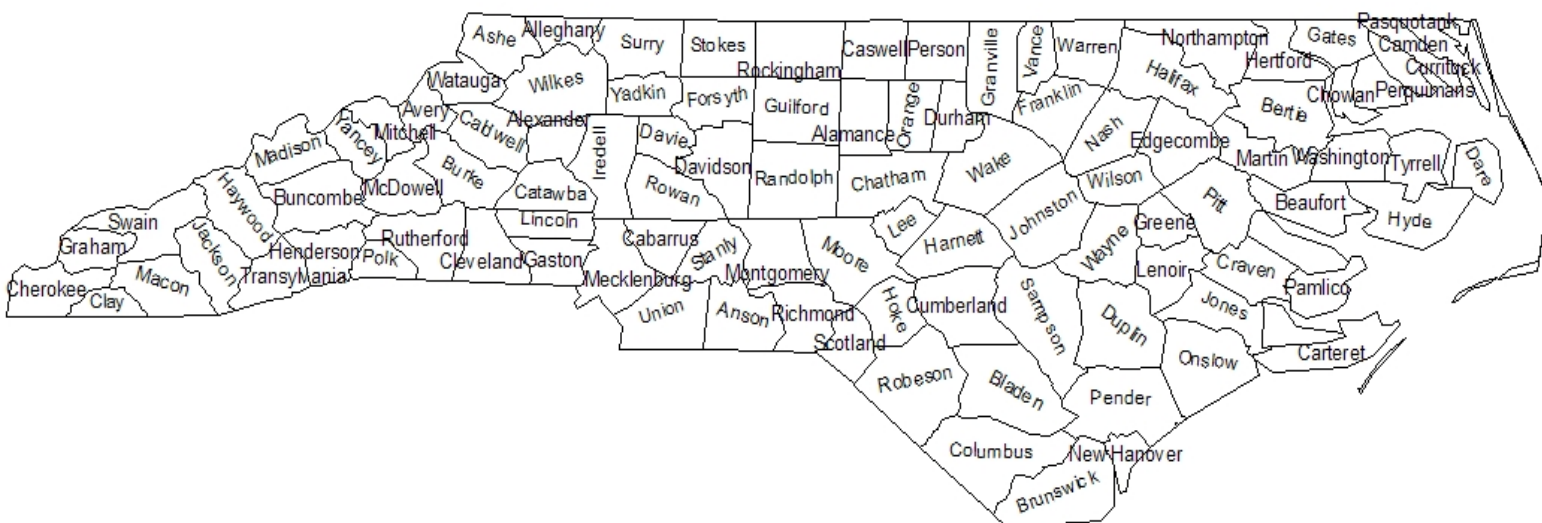 Ashe
Alleghany
Surry
Stokes
Rockingham
Caswell
Person
Granville
Vance
Warren
Northampton
Hertford
Gates
Pasquotank
Camden
Currituck
Perquimans
Chowan
Watauga
Wilkes
Yadkin
Forsyth
Guilford
Alamance
Orange
Durham
Franklin
Halifax
Bertie
Avery
Mitchell
Yancey
Madison
Caldwell
Alexander
Iredell
Davie
Davidson
Randolph
Chatham
Wake
Nash
Edgecombe
Martin
Washington
Tyrrell
Dare
Haywood
Buncombe
McDowell
Burke
Catawba
Rowan
Lee
Harnett
Johnston
Wilson
Greene
Pitt
Beaufort
Hyde
Swain
Graham
Jackson
Henderson
Rutherford
Lincoln
Cabarrus
Stanly
Montgomery
Moore
Wayne
Lenoir
Craven
Pamlico
Cherokee
Clay
Macon
TransyMania
Polk
Cleveland
Gaston
Mecklenburg
Union
Anson
Richmond
Scotland
Hoke
Cumberland
Sampson
Duplin
Jones
Onslow
Carteret
Robeson
Bladen
Pender
Columbus
New Hanover
Brunswick